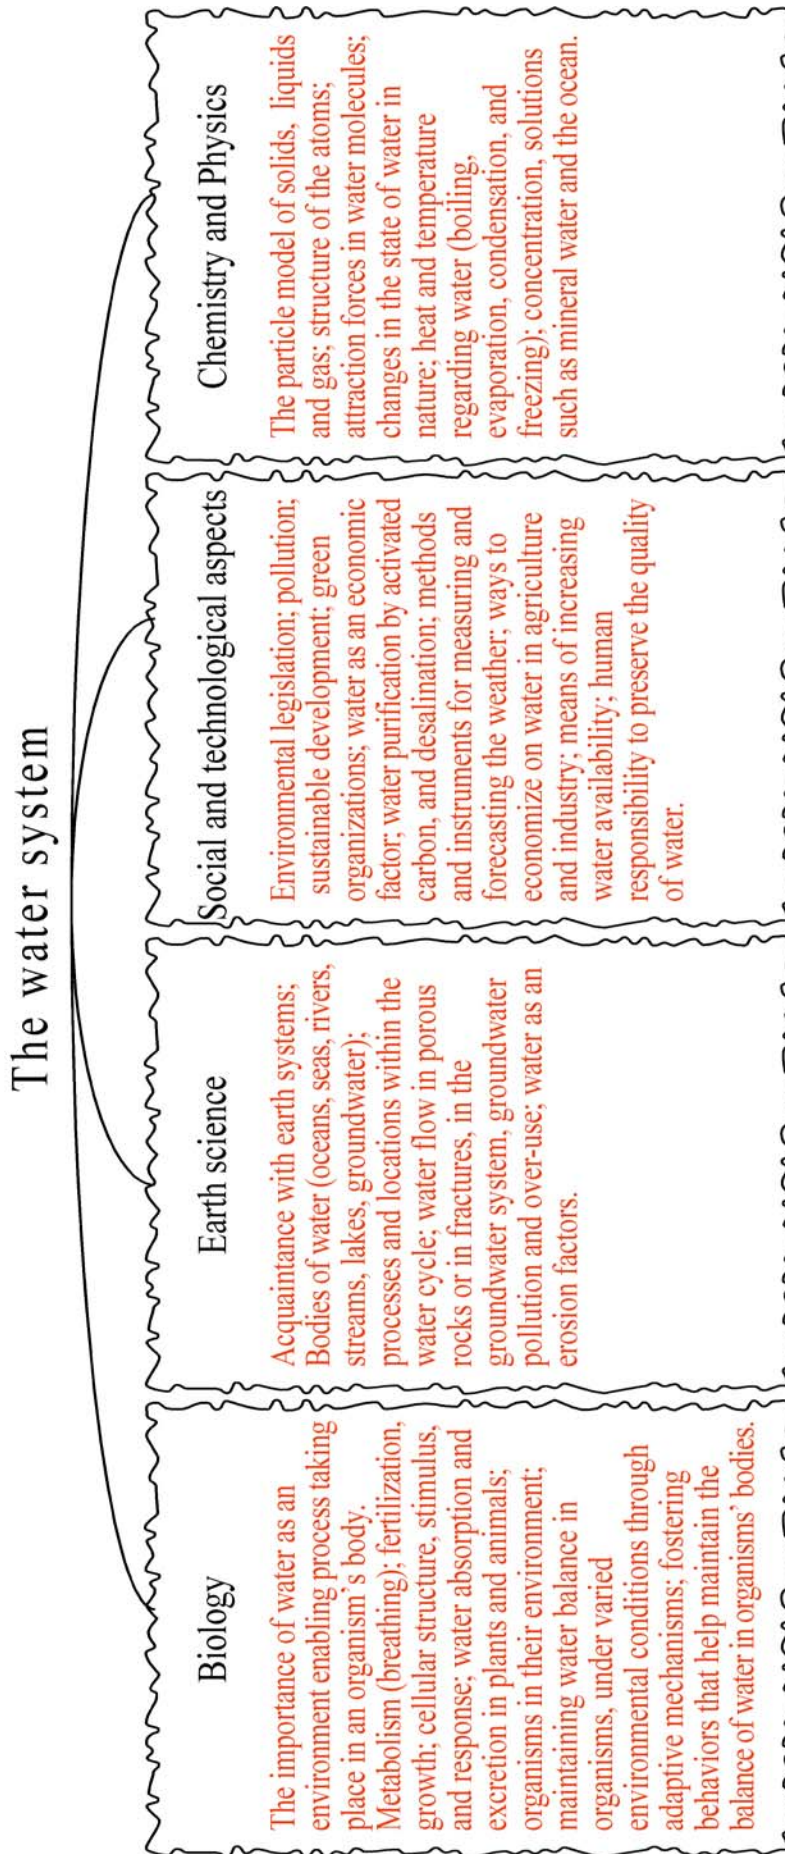 The water system
Biology
The importance of water as an
environment enabling process taking
place in an organism's body.
Metabolism (breathing); fertilization,
growth; cellular structure, stimulus,
and response; water absorption and
excretion in plants and animals;
organisms in their environment;
maintaining water balance in
organisms, under varied
environmental conditions through
adaptive mechanisms; fostering
behaviors that help maintain the
balance of water in organisms' bodies.
Earth science
Acquaintance with earth systems;
Bodies of water (oceans, seas, rivers,
streams, lakes, groundwater);
processes and locations within the
water cycle; water flow in porous
rocks or in fractures, in the
groundwater system, groundwater
pollution and over-use; water as an
erosion factors.
Social and technological aspects
Environmental legislation; pollution;
sustainable development; green
organizations; water as an economic
factor; water purification by activated
carbon, and desalination; methods
and instruments for measuring and
forecasting the weather; ways to
economize on water in agriculture
and industry; means of increasing
water availability; human
responsibility to preserve the quality
of water.
Chemistry and Physics
The particle model of solids, liquids
and gas; structure of the atoms;
attraction forces in water molecules;
changes in the state of water in
nature; heat and temperature
regarding water (boiling,
evaporation, condensation, and
freezing); concentration, solutions
such as mineral water and the ocean.